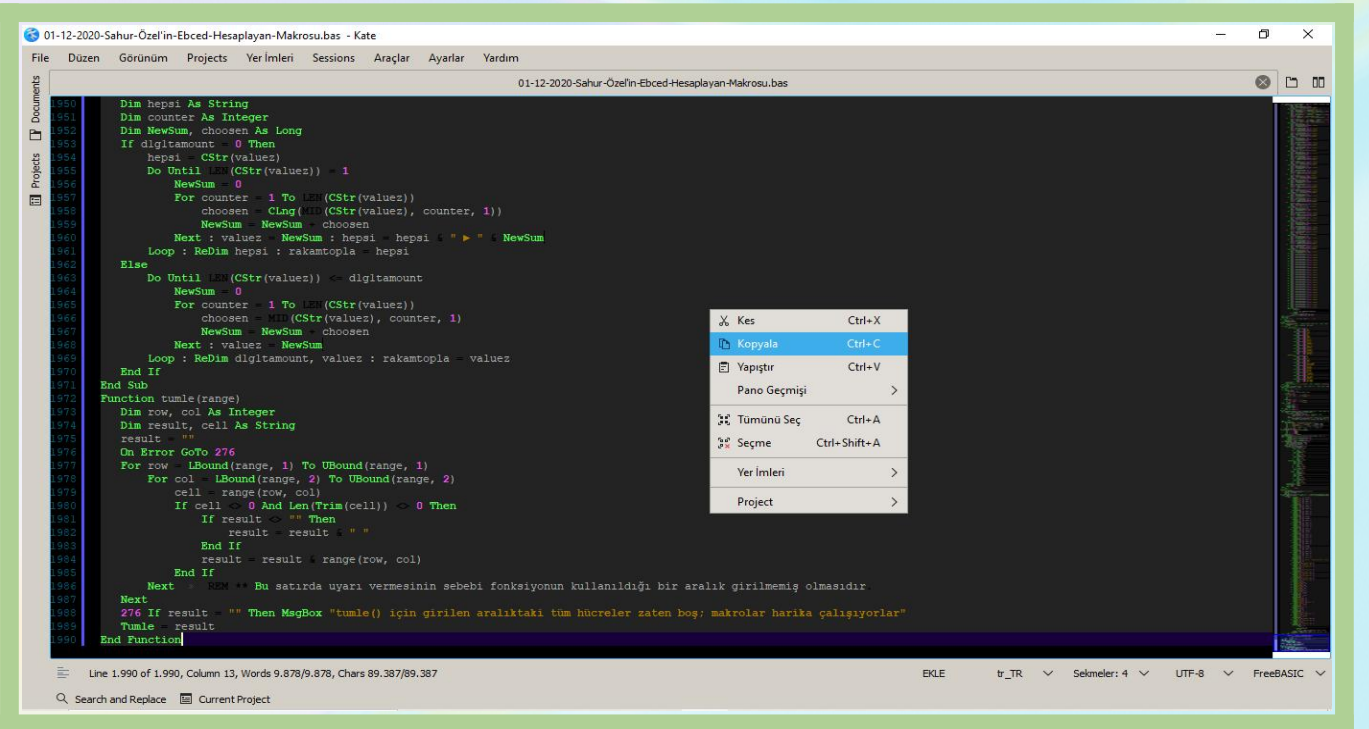 01-12-2020-Sahur-Özel'in-Ebced-Hesaplayan-Makrosu.bas - Kate
File Düzen Görünüm Projects Yer İmleri Sessions Araçlar Ayarlar Yardım
01-12-2020-Sahur-Özel'in-Ebced-Hesaplayan-Makrosu.bas
Documents
Projects
1950 Dim hepsi As String
1951 Dim counter As Integer
1952 Dim NewSum, choosen As Long
1953 If dlgltamount = 0 Then
1954 hepsi = CStr(valuez)
1955 Do Until LEN(CStr(valuez)) = 1
1956 NewSum = 0
1957 For counter = 1 To LEN(CStr(valuez))
1958 choosen = CLng(MID(CStr(valuez), counter, 1))
1959 NewSum = NewSum + choosen
1960 Next : valuez = NewSum : hepsi = hepsi & " ► " & NewSum
1961 Loop : ReDim hepsi : rakamtopla = hepsi
1962 Else
1963 Do Until LEN(CStr(valuez)) <= dlgltamount
1964 NewSum = 0
1965 For counter = 1 To LEN(CStr(valuez))
1966 choosen = MID(CStr(valuez), counter, 1)
1967 NewSum = NewSum + choosen
1968 Next : valuez = NewSum
1969 Loop : ReDim dlgltamount, valuez : rakamtopla = valuez
1970 End If
1971 End Sub
1972 Function tumle(range)
1973 Dim row, col As Integer
1974 Dim result, cell As String
1975 result = ""
1976 On Error GoTo 276
1977 For row = LBound(range, 1) To UBound(range, 1)
1978 For col = LBound(range, 2) To UBound(range, 2)
1979 cell = range(row, col)
1980 If cell <> 0 And Len(Trim(cell)) <> 0 Then
1981 If result <> "" Then
1982 result = result & " "
1983 End If
1984 result = result & range(row, col)
1985 End If
1986 Next REM ** Bu satırda uyarı vermesinin sebebi fonksiyonun kullanıldığı bir aralık girilmemiş olmasıdır.
1987 Next
1988 276 If result = "" Then MsgBox "tumle() için girilen aralıktaki tüm hücreler zaten boş; makrolar harika çalışıyorlar"
1989 Tumle = result
1990 End Function
Kes Ctrl+X
Kopyala Ctrl+C
Yapıştır Ctrl+V
Pano Geçmişi
Tümünü Seç Ctrl+A
Seçme Ctrl+Shift+A
Yer İmleri
Project
Line 1.990 of 1.990, Column 13, Words 9.878/9.878, Chars 89.387/89.387 EKLE tr_TR Sekmeler: 4 UTF-8 FreeBASIC
Search and Replace Current Project